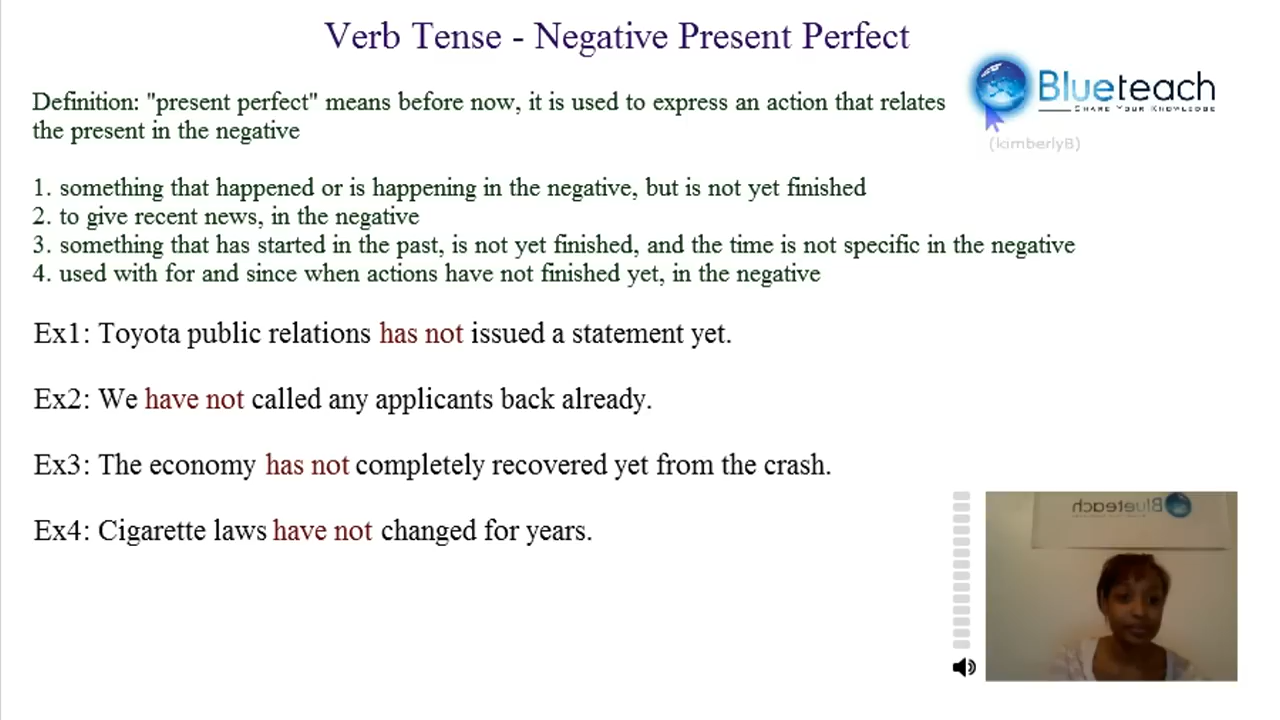 Verb Tense - Negative Present Perfect
Blueteach
SHARE YOUR KNOWLEDGE
(kimberlyB)
Definition: "present perfect" means before now, it is used to express an action that relates
the present in the negative
1. something that happened or is happening in the negative, but is not yet finished
2. to give recent news, in the negative
3. something that has started in the past, is not yet finished, and the time is not specific in the negative
4. used with for and since when actions have not finished yet, in the negative
Ex1: Toyota public relations has not issued a statement yet.
Ex2: We have not called any applicants back already.
Ex3: The economy has not completely recovered yet from the crash.
Ex4: Cigarette laws have not changed for years.
Blueteach